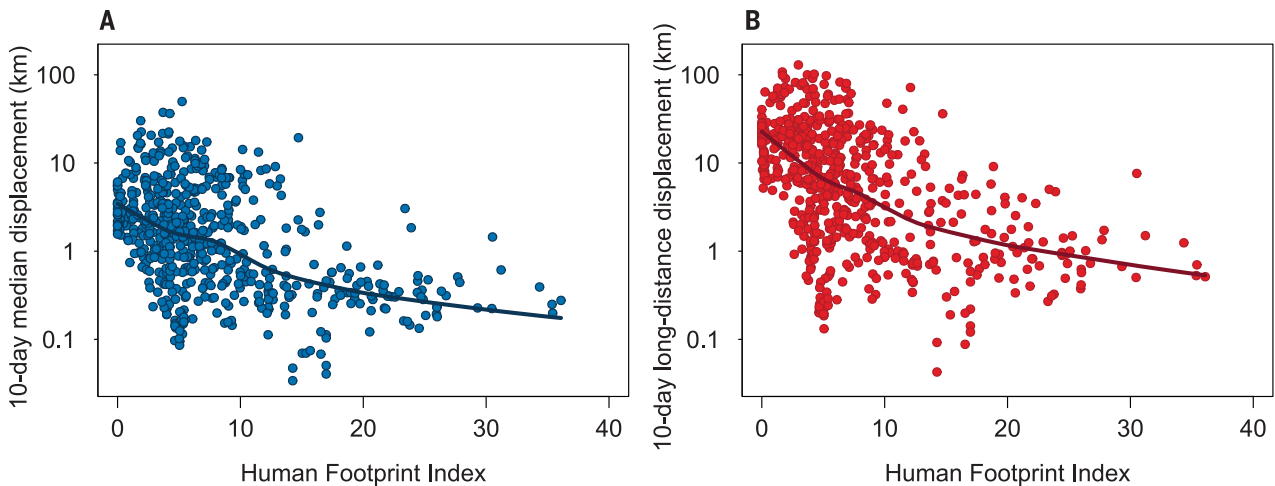 A
10-day median displacement (km)
100
10
1
0.1
0 10 20 30 40
Human Footprint Index
B
10-day long-distance displacement (km)
100
10
1
0.1
0 10 20 30 40
Human Footprint Index